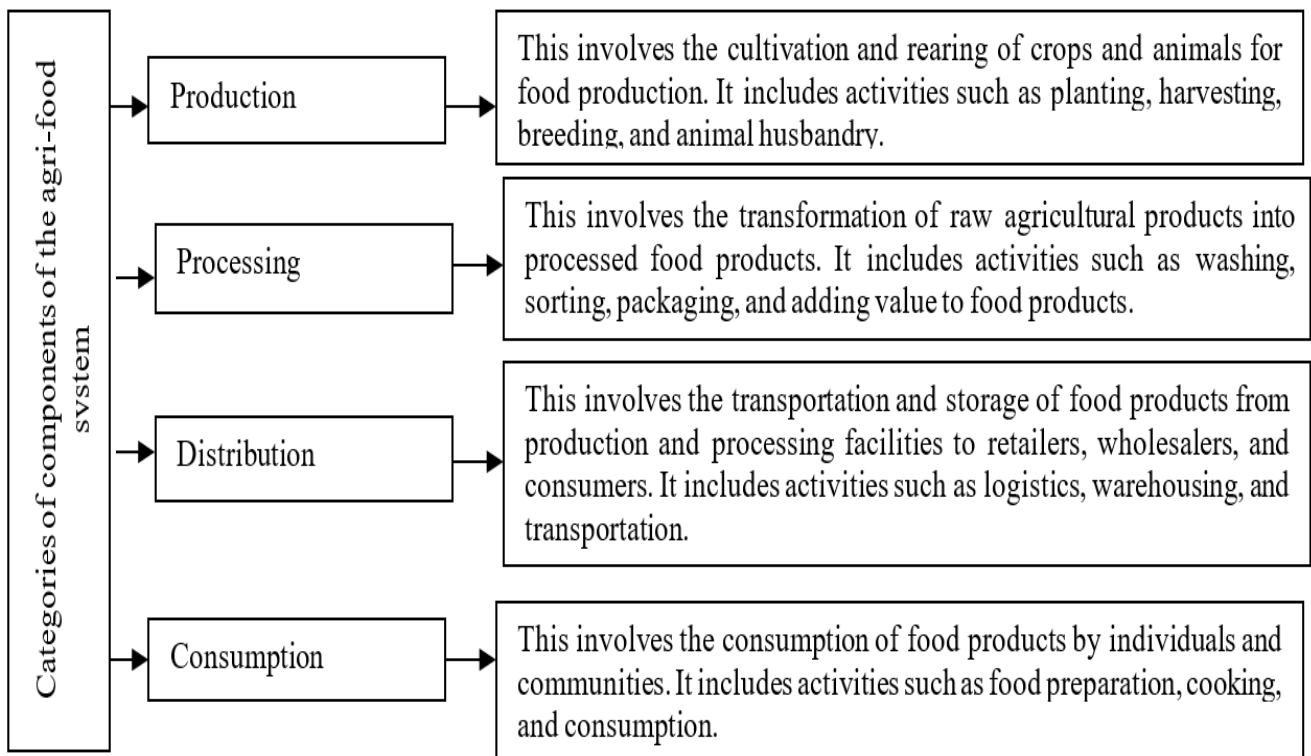 Categories of components of the agri-food
system
Production
This involves the cultivation and rearing of crops and animals for
food production. It includes activities such as planting, harvesting,
breeding, and animal husbandry.
Processing
This involves the transformation of raw agricultural products into
processed food products. It includes activities such as washing,
sorting, packaging, and adding value to food products.
Distribution
This involves the transportation and storage of food products from
production and processing facilities to retailers, wholesalers, and
consumers. It includes activities such as logistics, warehousing, and
transportation.
Consumption
This involves the consumption of food products by individuals and
communities. It includes activities such as food preparation, cooking,
and consumption.